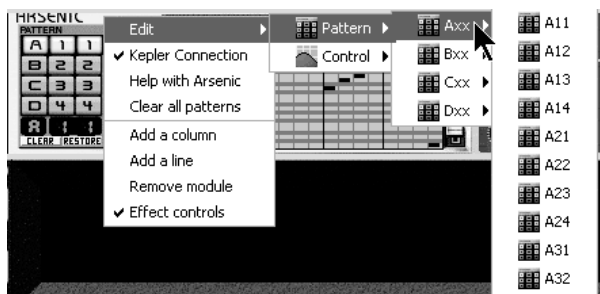 ARSENIC
PATTERN
A 1 1
B 2 2
C 3 3
D 4 4
A 1 1
CLEAR RESTORE
Edit
Kepler Connection
Help with Arsenic
Clear all patterns
Add a column
Add a line
Remove module
Effect controls
Pattern
Control
Axx
Bxx
Cxx
Dxx
A11
A12
A13
A14
A21
A22
A23
A24
A31
A32